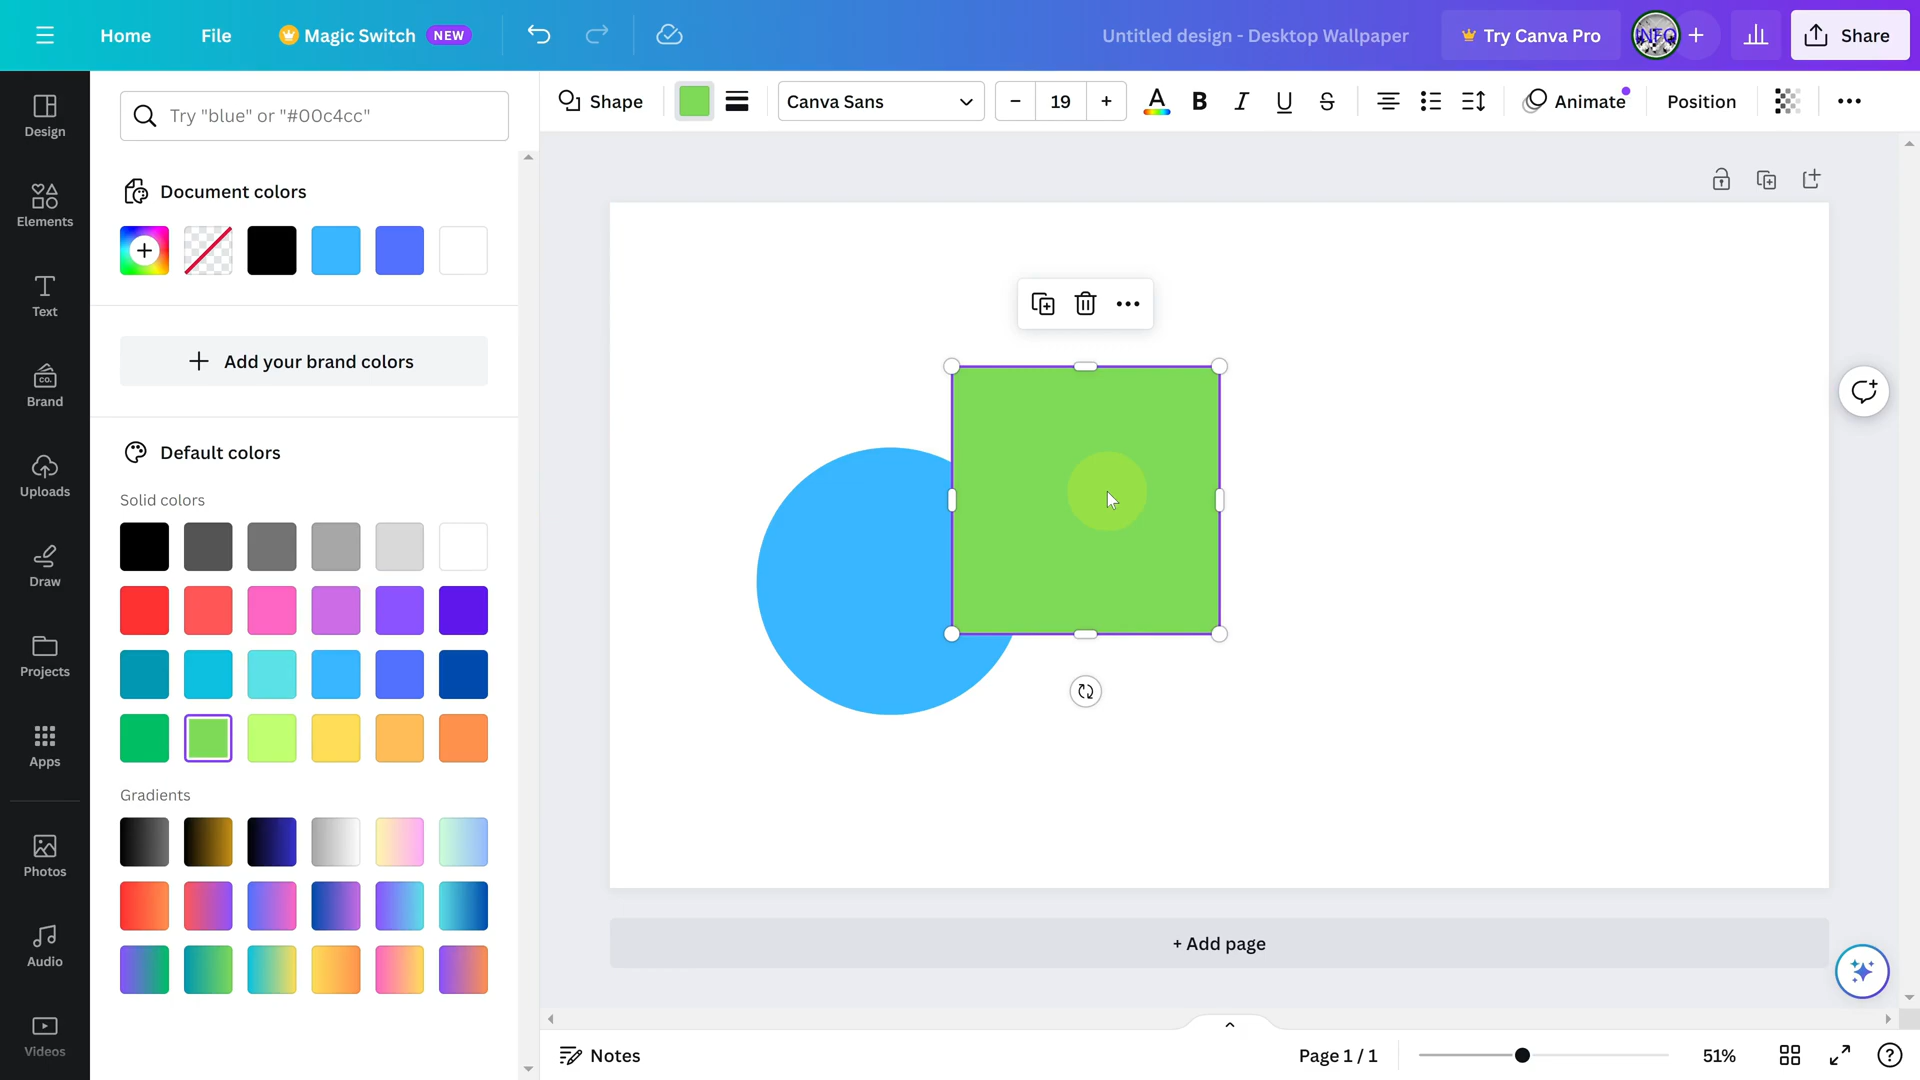 Home
File
Magic Switch
NEW
Untitled design - Desktop Wallpaper
Try Canva Pro
INFO
Share
Design
Elements
Text
co.
Brand
Uploads
Draw
Projects
Apps
Photos
Audio
Videos
Try "blue" or "#00c4cc"
Document colors
Add your brand colors
Default colors
Solid colors
Gradients
Shape
Canva Sans
– 19 +
A B I U S
Animate
Position
+ Add page
Notes
Page 1 / 1
51%
?